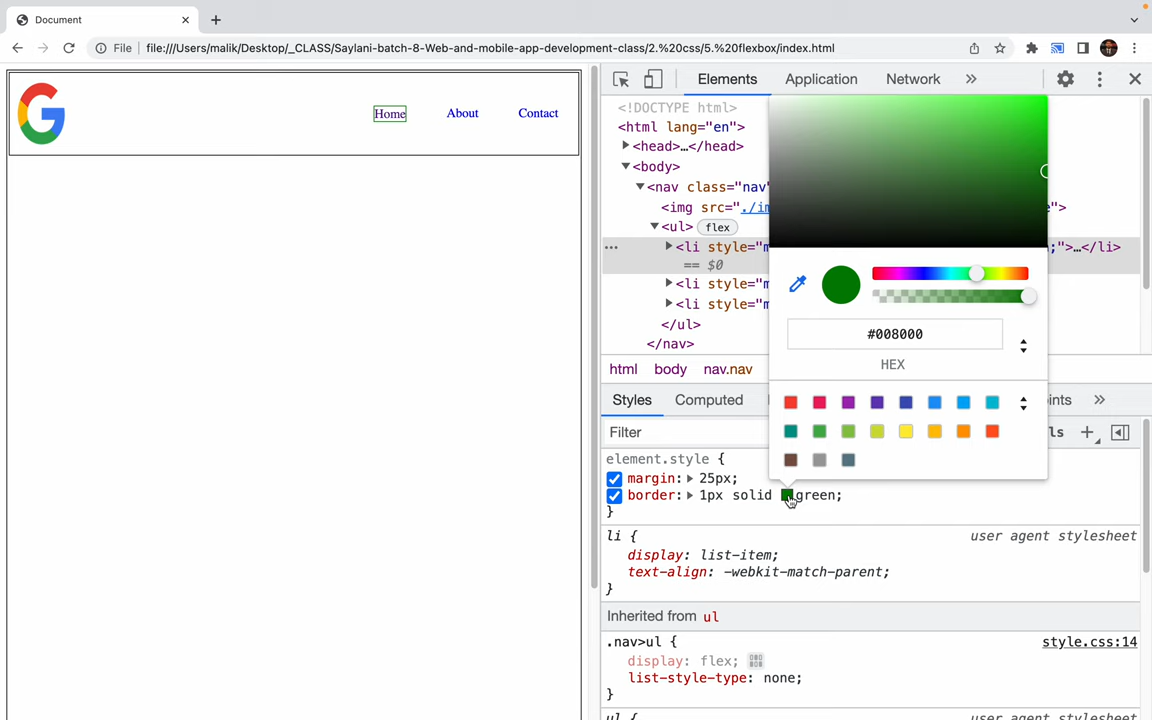 Document
File
file:///Users/malik/Desktop/_CLASS/Saylani-batch-8-Web-and-mobile-app-development-class/2.%20css/5.%20flexbox/index.html
Home
About
Contact
Elements
Application
Network
<!DOCTYPE html>
<html lang="en">
<head>…</head>
<body>
<nav class="nav"
<img src="./im e">
<ul> flex
<li style="m ;">…</li>
== $0
<li style="m
<li style="m
</ul>
</nav>
html
body
nav.nav
#008000
HEX
Styles
Computed
oints
Filter
ls
element.style {
margin: 25px;
border: 1px solid green;
}
li {
user agent stylesheet
display: list-item;
text-align: -webkit-match-parent;
}
Inherited from ul
.nav>ul {
style.css:14
display: flex;
list-style-type: none;
}
ul {
user agent stylesheet